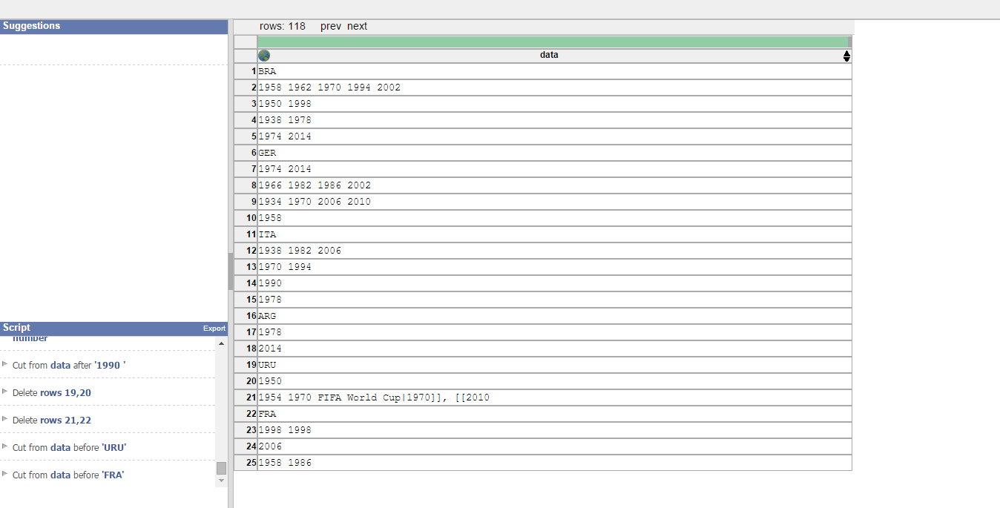 Suggestions
rows: 118 prev next
data
1 BRA
2 1958 1962 1970 1994 2002
3 1950 1998
4 1938 1978
5 1974 2014
6 GER
7 1974 2014
8 1966 1982 1986 2002
9 1934 1970 2006 2010
10 1958
11 ITA
12 1938 1982 2006
13 1970 1994
14 1990
15 1978
16 ARG
17 1978
18 2014
19 URU
20 1950
21 1954 1970 FIFA World Cup|1970]], [[2010
22 FRA
23 1998 1998
24 2006
25 1958 1986
Script Export
number
Cut from data after '1990 '
Delete rows 19,20
Delete rows 21,22
Cut from data before 'URU'
Cut from data before 'FRA'